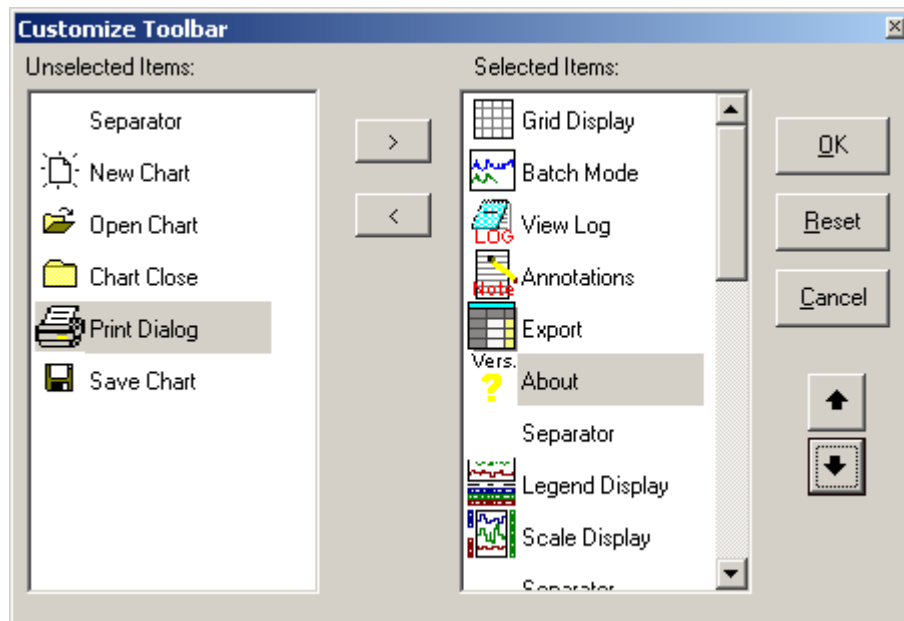 Customize Toolbar
Unselected Items:
Separator
New Chart
Open Chart
Chart Close
Print Dialog
Save Chart
>
<
Selected Items:
Grid Display
Batch Mode
LOG View Log
Note Annotations
Export
Vers.
? About
Separator
Legend Display
Scale Display
Separator
OK
Reset
Cancel